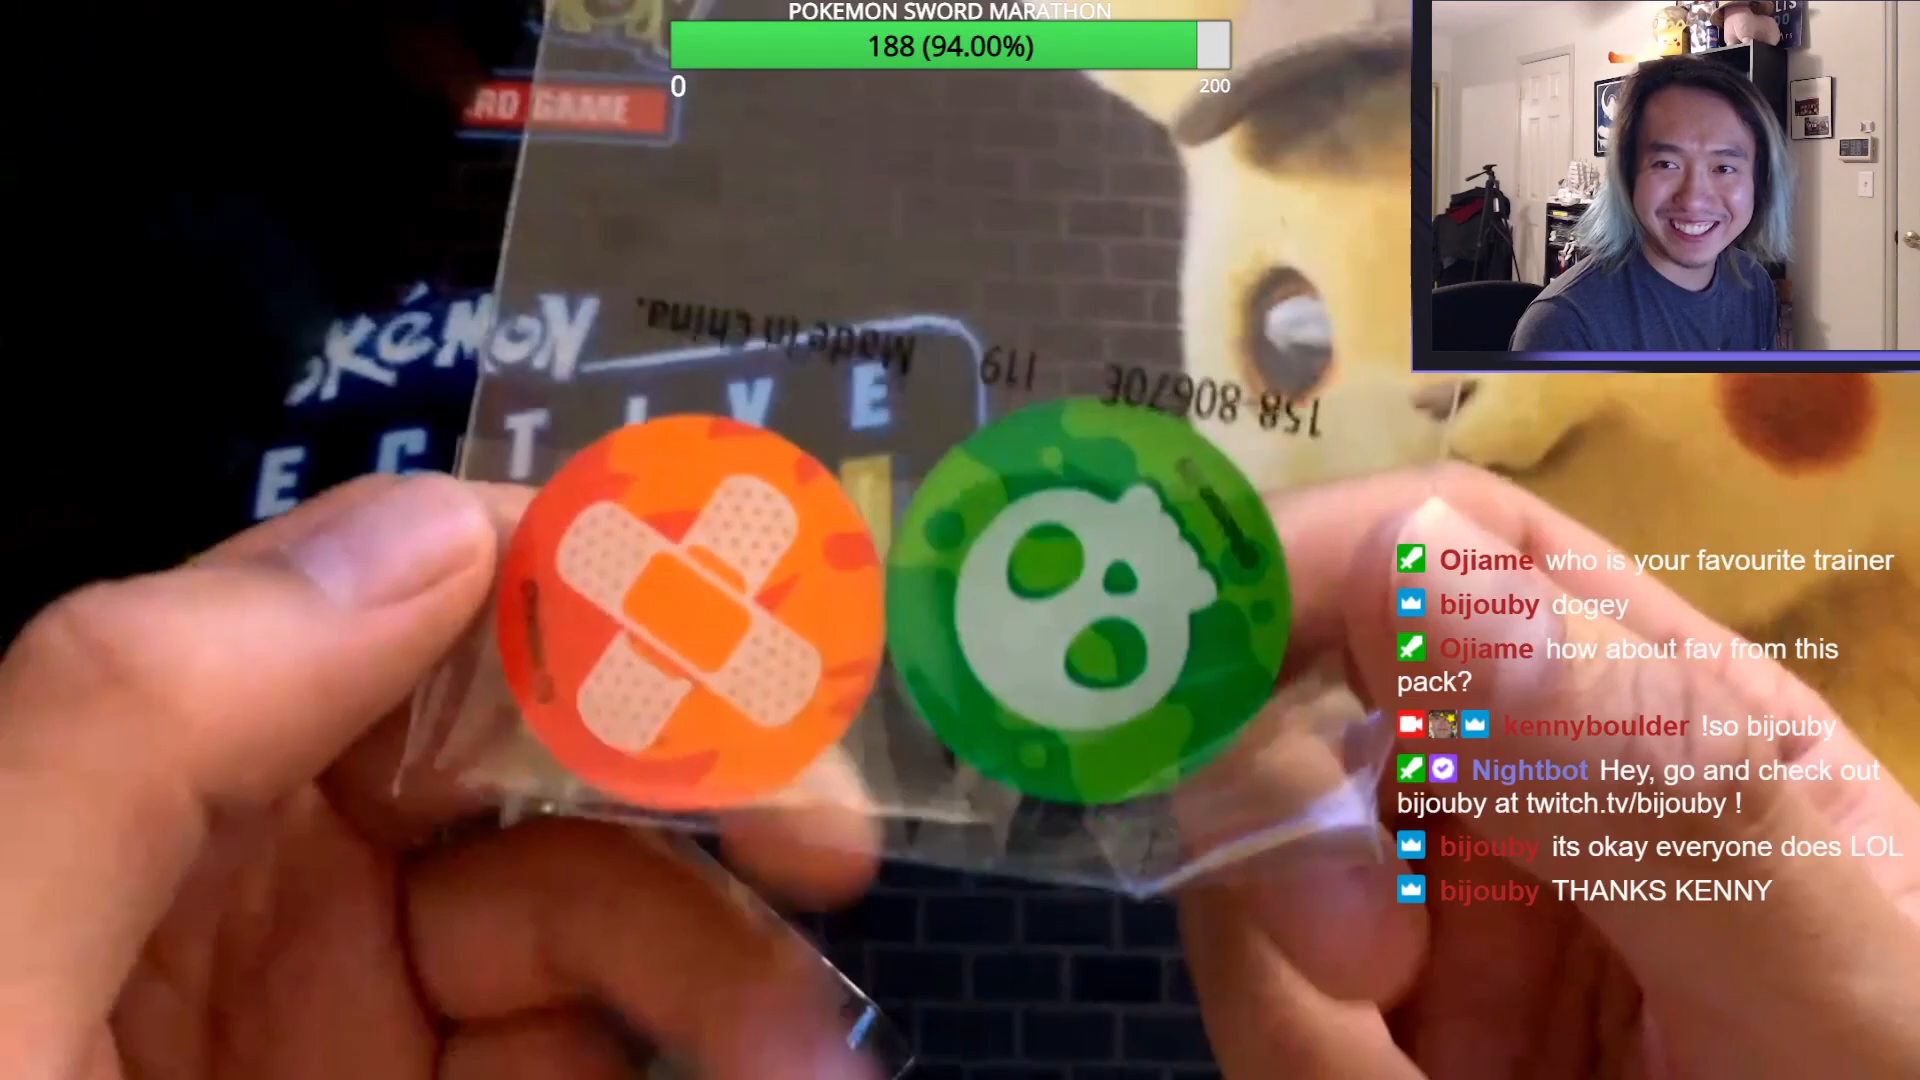 POKEMON SWORD MARATHON
188 (94.00%)
0
200
RD GAME
Pokémon
Made in China.
119
158-80670E
E C T I V E
Ojiame who is your favourite trainer
bijouby dogey
Ojiame how about fav from this
pack?
kennyboulder !so bijouby
Nightbot Hey, go and check out
bijouby at twitch.tv/bijouby !
bijouby its okay everyone does LOL
bijouby THANKS KENNY